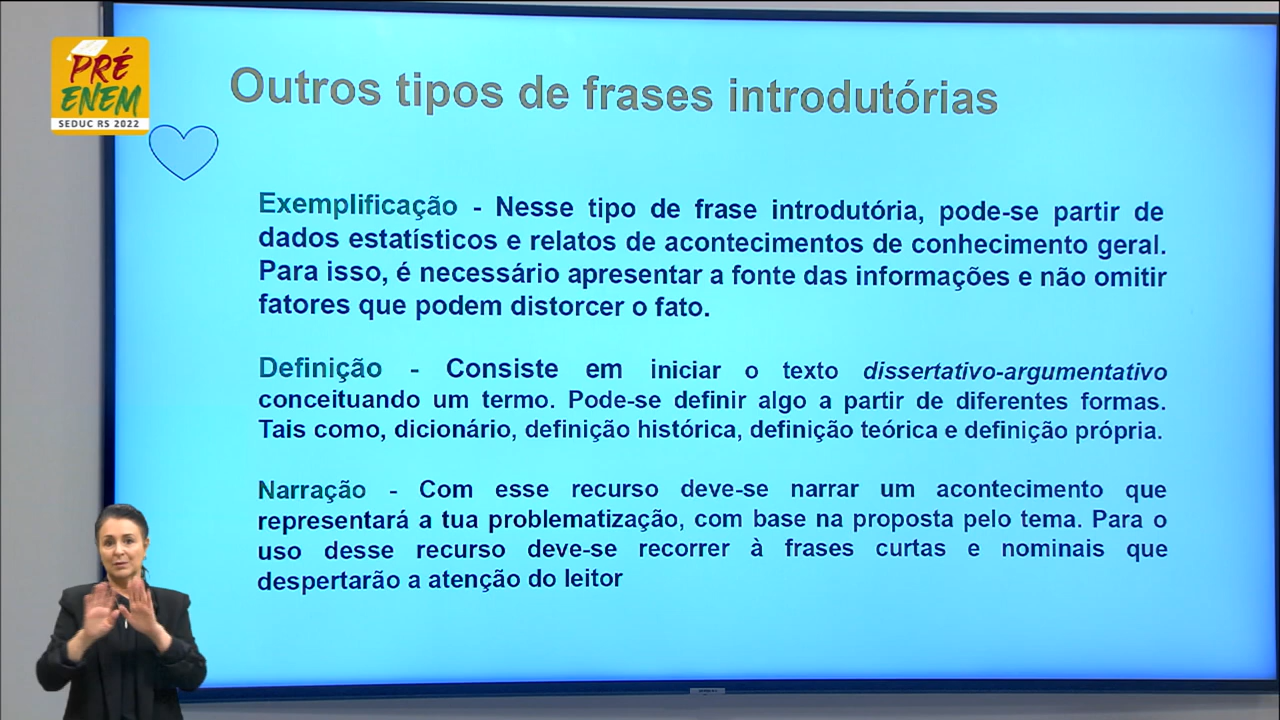 PRÉ
ENEM
SEDUC RS 2022
Outros tipos de frases introdutórias
Exemplificação - Nesse tipo de frase introdutória, pode-se partir de
dados estatísticos e relatos de acontecimentos de conhecimento geral.
Para isso, é necessário apresentar a fonte das informações e não omitir
fatores que podem distorcer o fato.
Definição - Consiste em iniciar o texto dissertativo-argumentativo
conceituando um termo. Pode-se definir algo a partir de diferentes formas.
Tais como, dicionário, definição histórica, definição teórica e definição própria.
Narração - Com esse recurso deve-se narrar um acontecimento que
representará a tua problematização, com base na proposta pelo tema. Para o
uso desse recurso deve-se recorrer à frases curtas e nominais que
despertarão a atenção do leitor